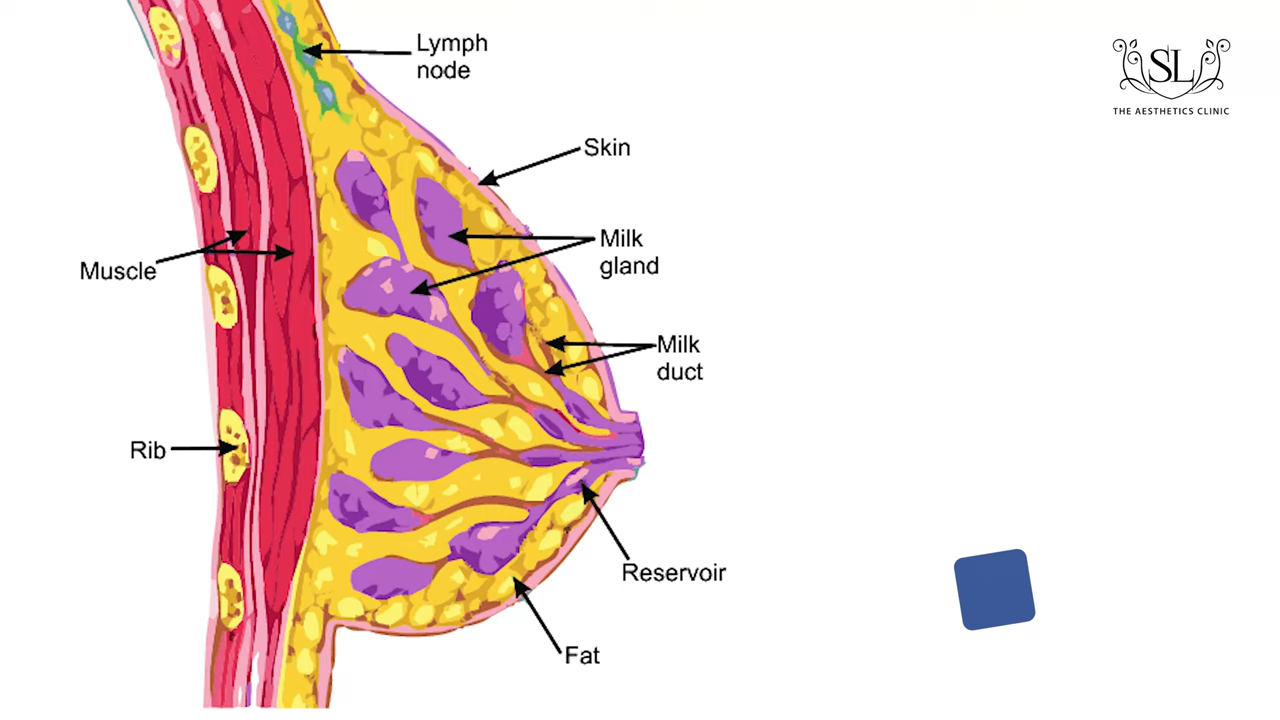 Lymph
node
SL
THE AESTHETICS CLINIC
Skin
Milk
gland
Muscle
Milk
duct
Rib
Reservoir
Fat